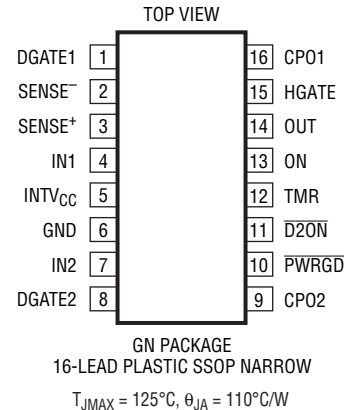 TOP VIEW
DGATE1 1 16 CPO1
SENSE⁻ 2 15 HGATE
SENSE⁺ 3 14 OUT
IN1 4 13 ON
INTVCC 5 12 TMR
GND 6 11 D̅2̅O̅N̅
IN2 7 10 P̅W̅R̅G̅D̅
DGATE2 8 9 CPO2
GN PACKAGE
16-LEAD PLASTIC SSOP NARROW
TJMAX = 125°C, θJA = 110°C/W